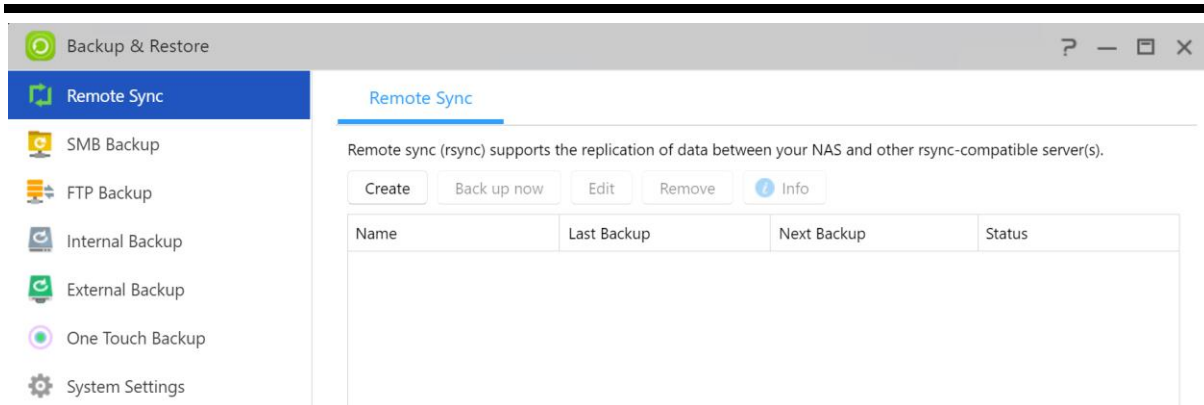 Backup & Restore
Remote Sync
SMB Backup
FTP Backup
Internal Backup
External Backup
One Touch Backup
System Settings
Remote Sync
Remote sync (rsync) supports the replication of data between your NAS and other rsync-compatible server(s).
Create Back up now Edit Remove Info
Name Last Backup Next Backup Status